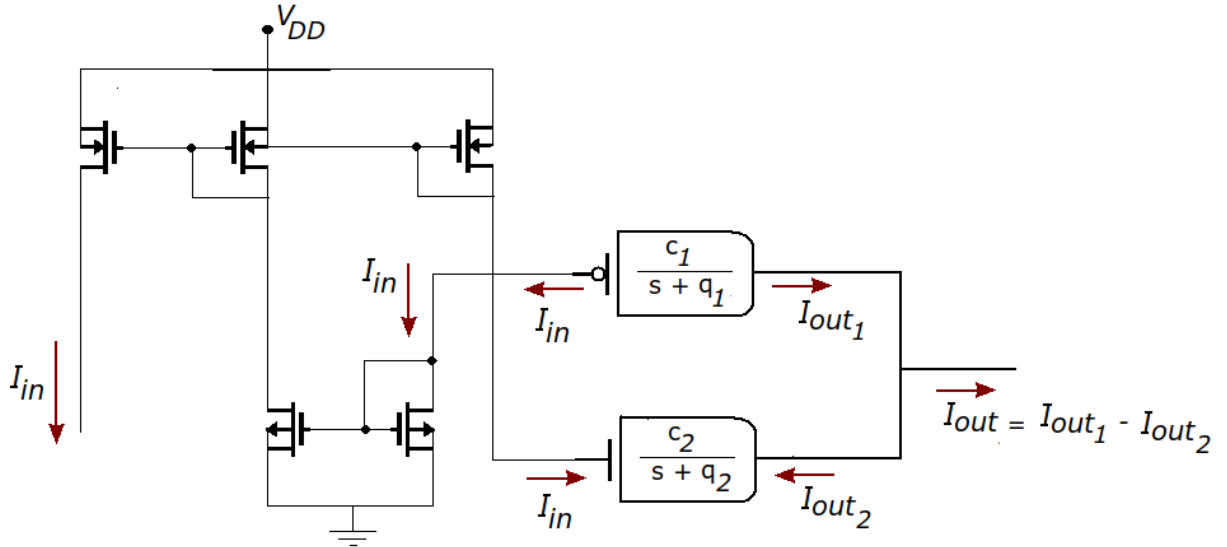 V_DD
I_in
I_in
I_in
c_1
s + q_1
I_out_1
I_out = I_out_1 - I_out_2
c_2
s + q_2
I_in
I_out_2